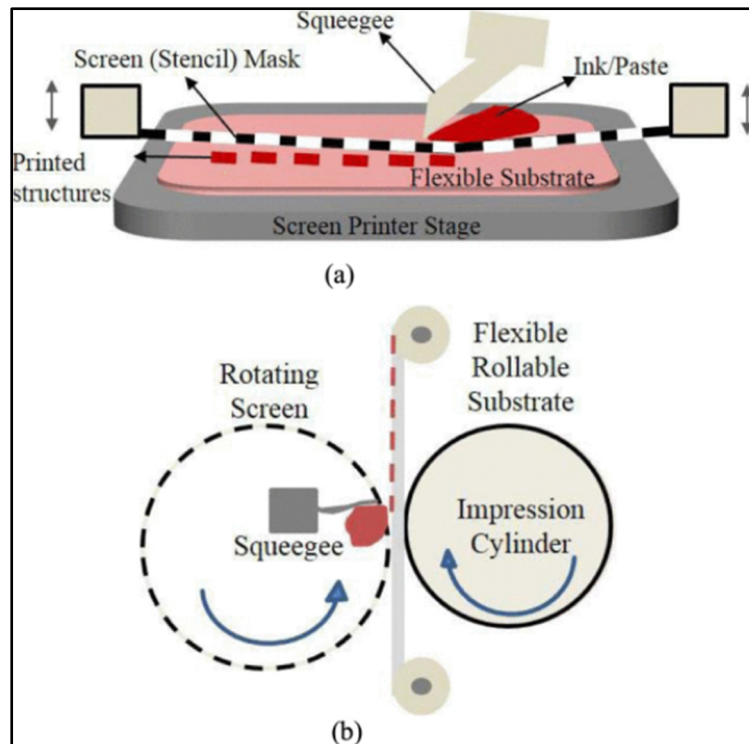 Squeegee
Screen (Stencil) Mask
Ink/Paste
Printed
structures
Flexible Substrate
Screen Printer Stage
(a)
Flexible
Rollable
Substrate
Rotating
Screen
Squeegee
Impression
Cylinder
(b)